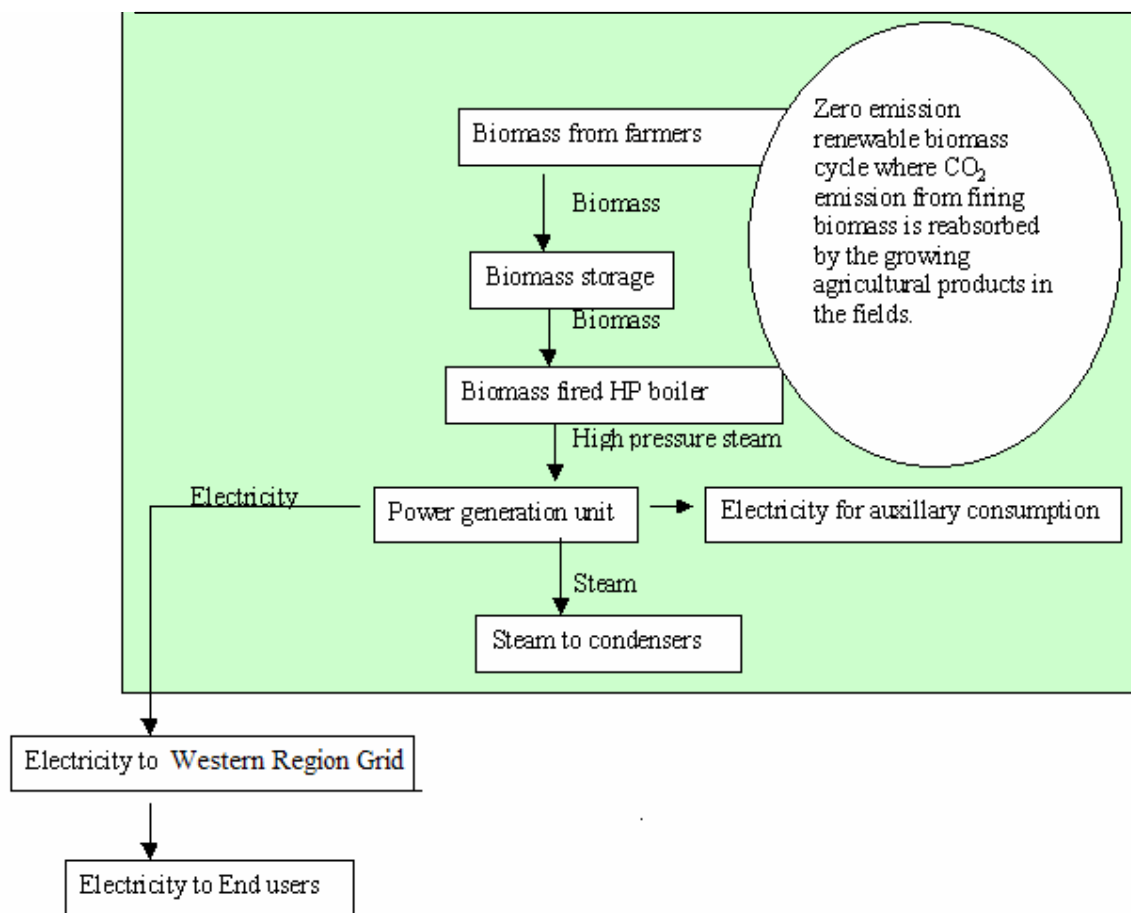 Biomass from farmers
Zero emission
renewable biomass
cycle where CO₂
emission from firing
biomass is reabsorbed
by the growing
agricultural products in
the fields.
Biomass
Biomass storage
Biomass
Biomass fired HP boiler
High pressure steam
Electricity
Power generation unit
Electricity for auxillary consumption
Steam
Steam to condensers
Electricity to Western Region Grid
Electricity to End users